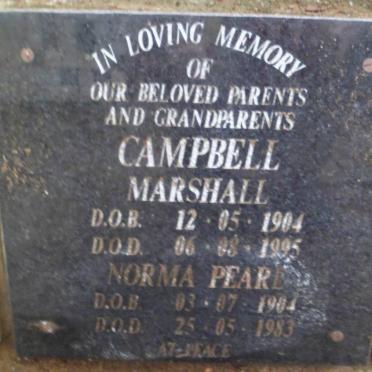 IN LOVING MEMORY
OF
OUR BELOVED PARENTS
AND GRANDPARENTS
CAMPBELL
MARSHALL
D.O.B. 12 · 05 · 1904
D.O.D. 06 · 08 · 1995
NORMA PEARL
D.O.B. 03 · 07 · 1904
D.O.D. 25 · 05 · 1983
AT PEACE